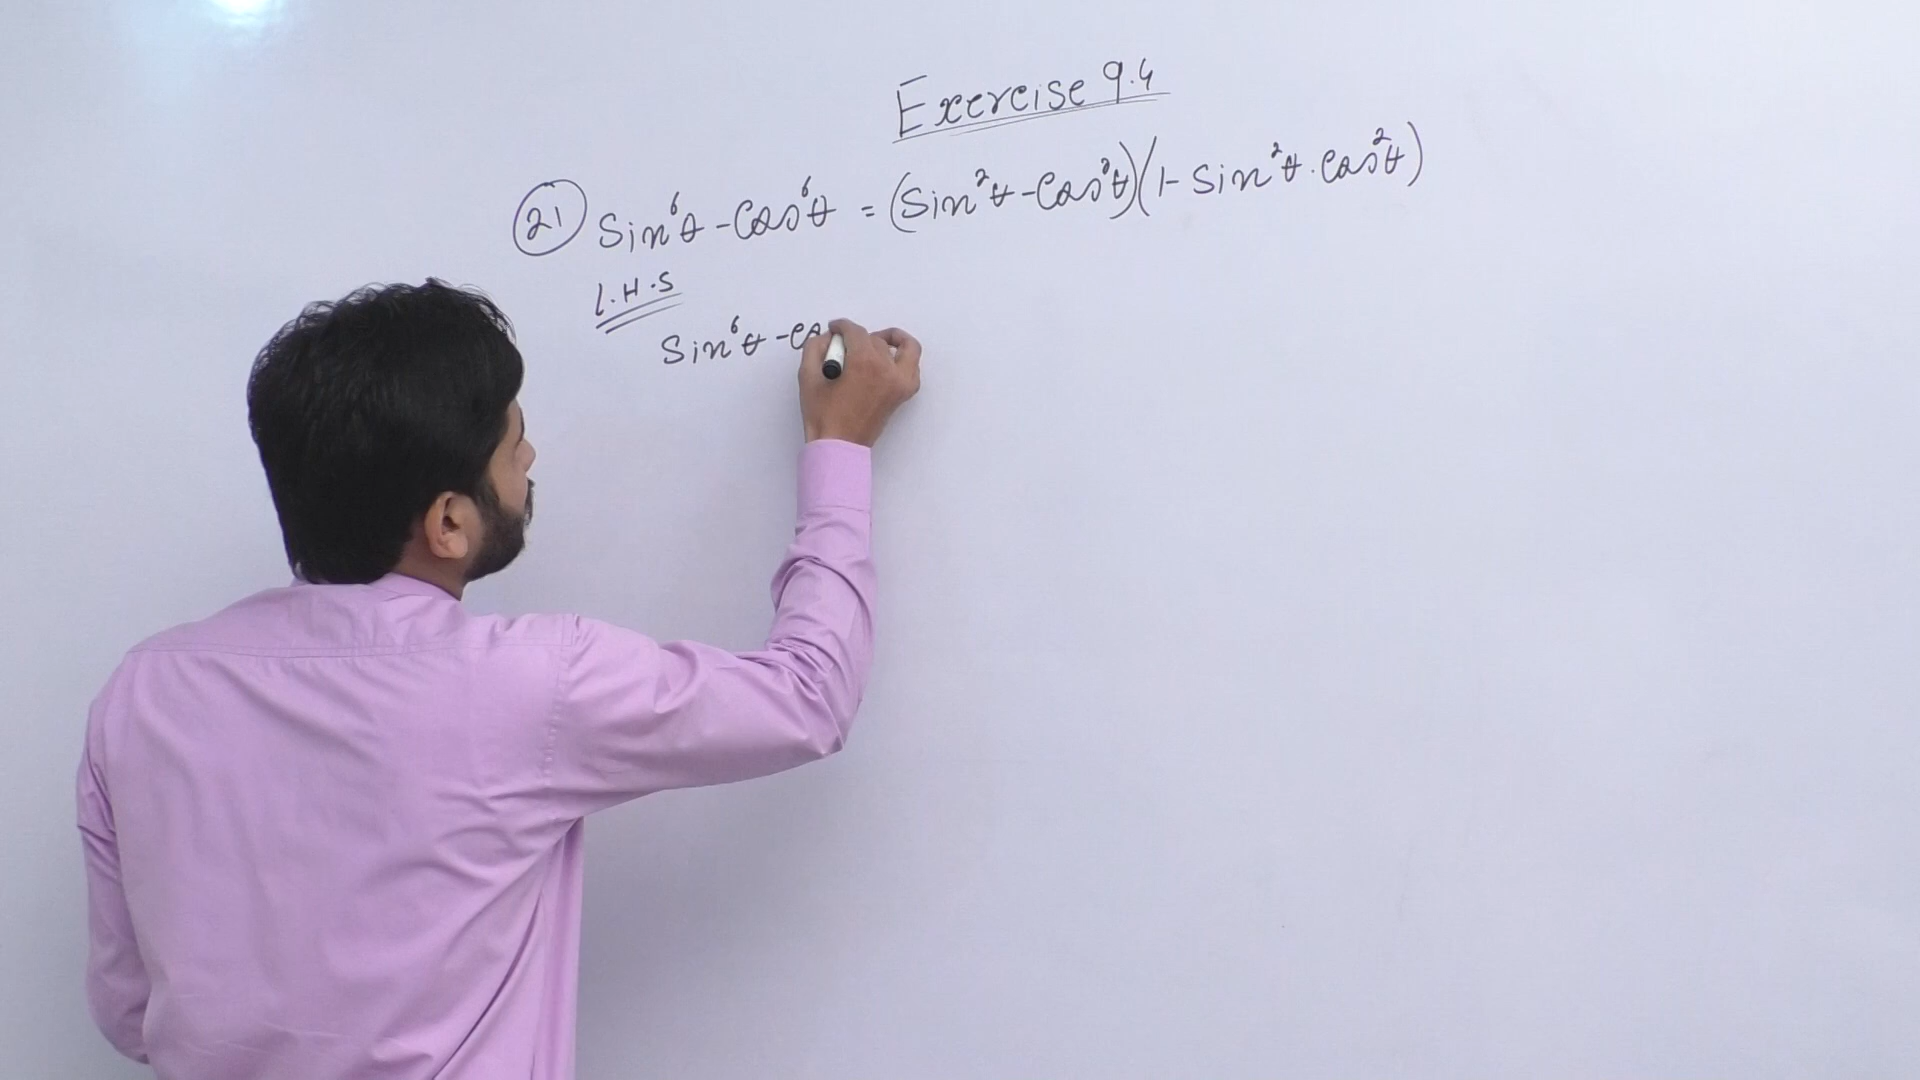 Exercise 9.4
21 Sin⁶θ - Cos⁶θ = (Sin²θ - Cos²θ)(1 - Sin²θ . Cos²θ)
L.H.S
Sin⁶θ - Co